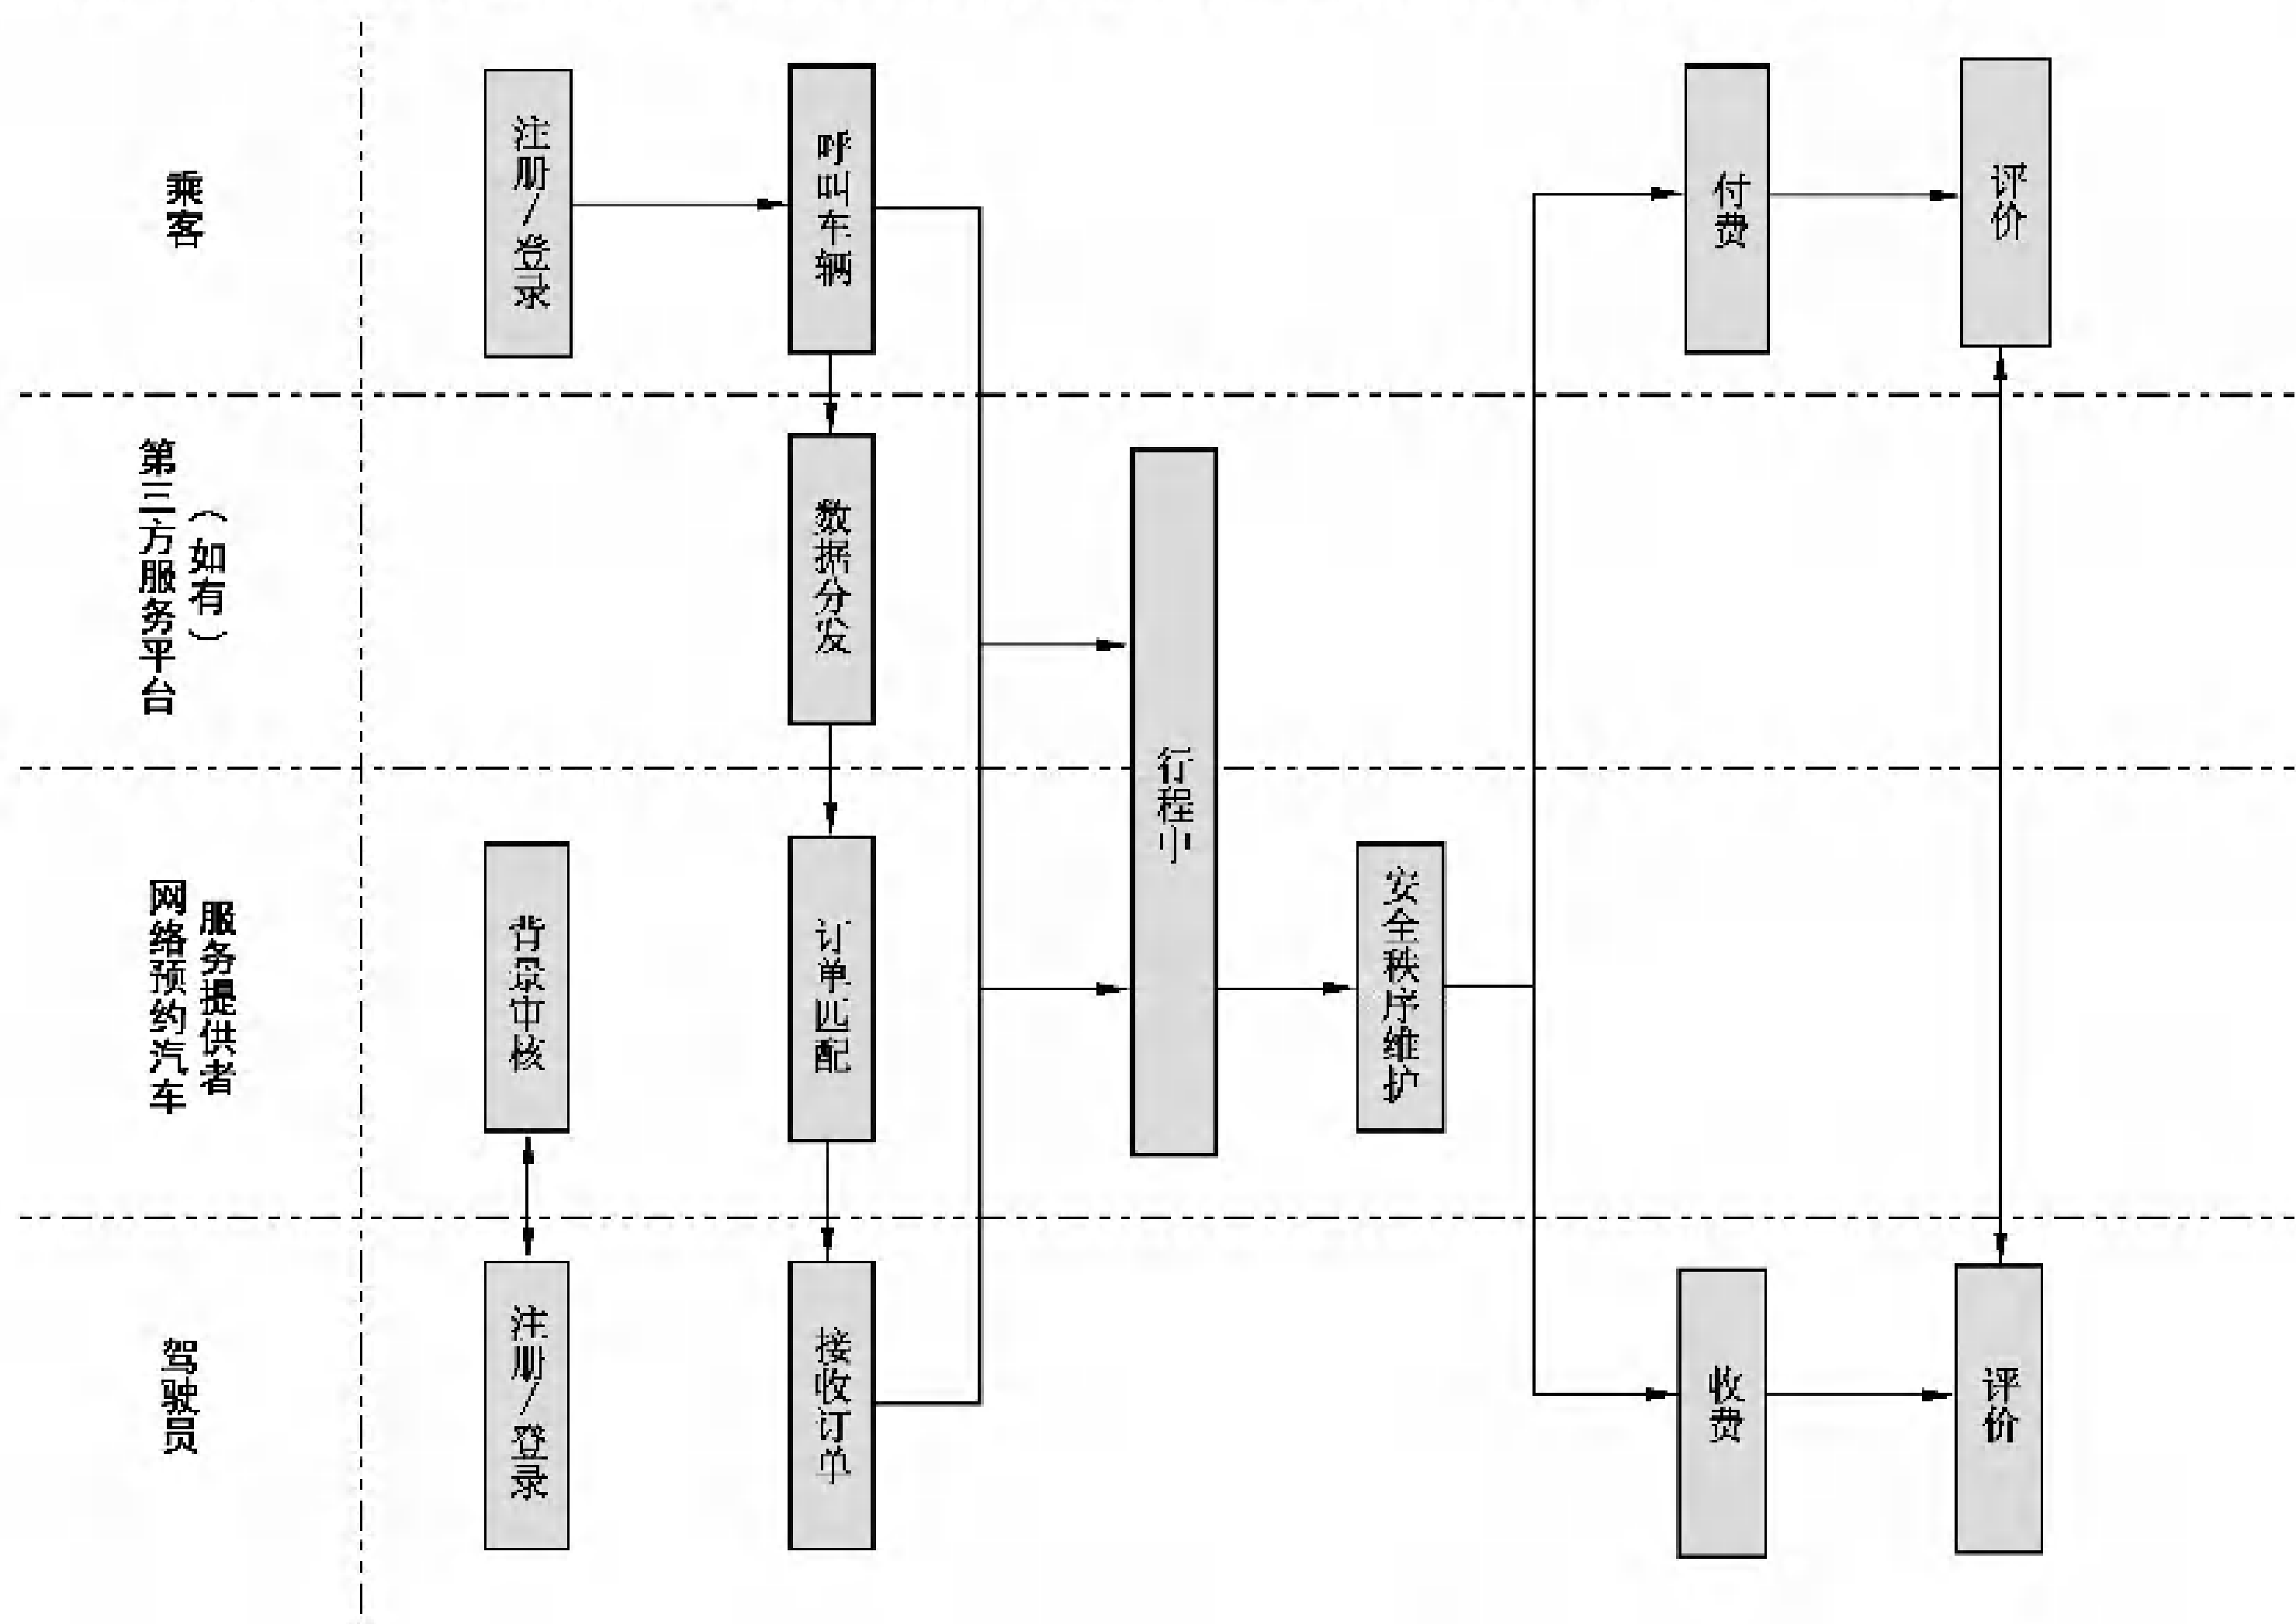 乘客
注册/登录
呼叫车辆
付费
评价
第三方服务平台
（如有）
数据分发
行程中
网络预约汽车
服务提供者
背景审核
订单匹配
安全秩序维护
驾驶员
注册/登录
接收订单
收费
评价